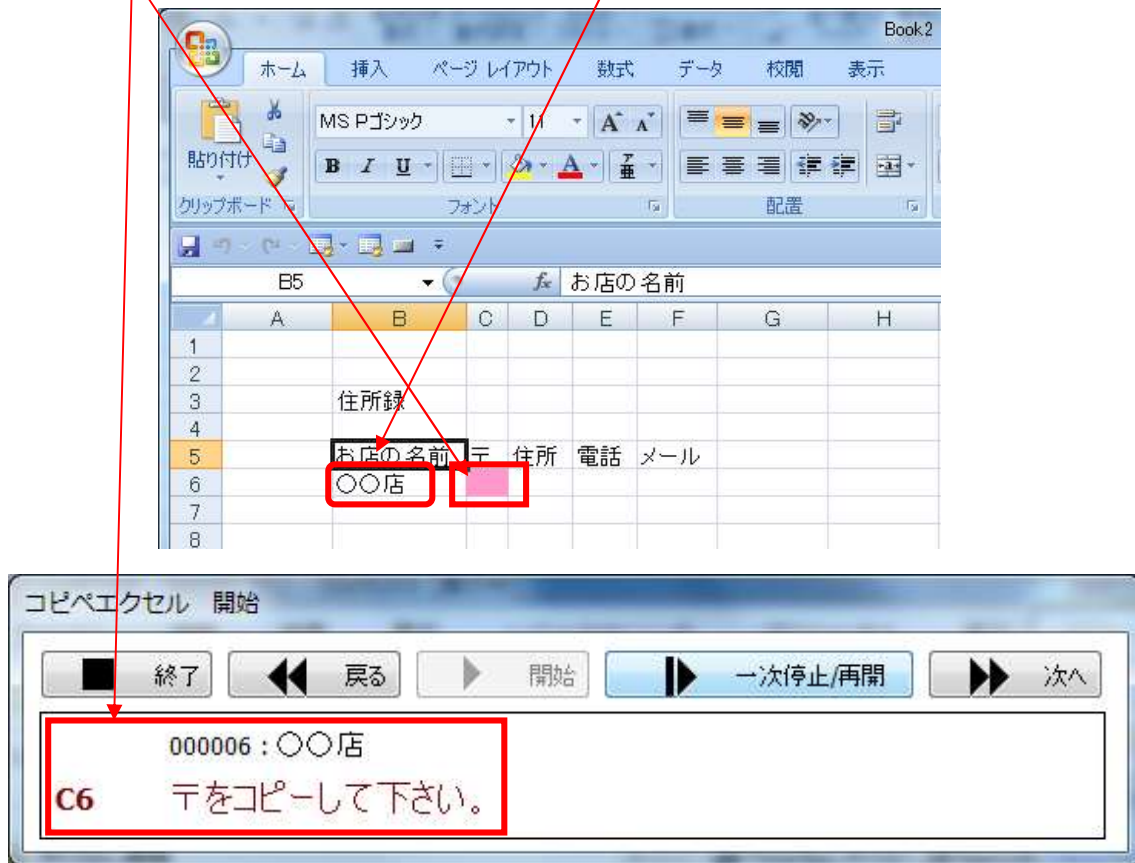 Book2
ホーム 挿入 ページ レイアウト 数式 データ 校閲 表示
MS Pゴシック 11 A A
貼り付け B I U A 亜
クリップボード フォント 配置
B5 fx お店の名前
A B C D E F G H
1
2
3 住所録
4
5 お店の名前 〒 住所 電話 メール
6 〇〇店
7
8
コピペエクセル 開始
終了 戻る 開始 一次停止/再開 次へ
000006 : 〇〇店
C6 〒をコピーして下さい。